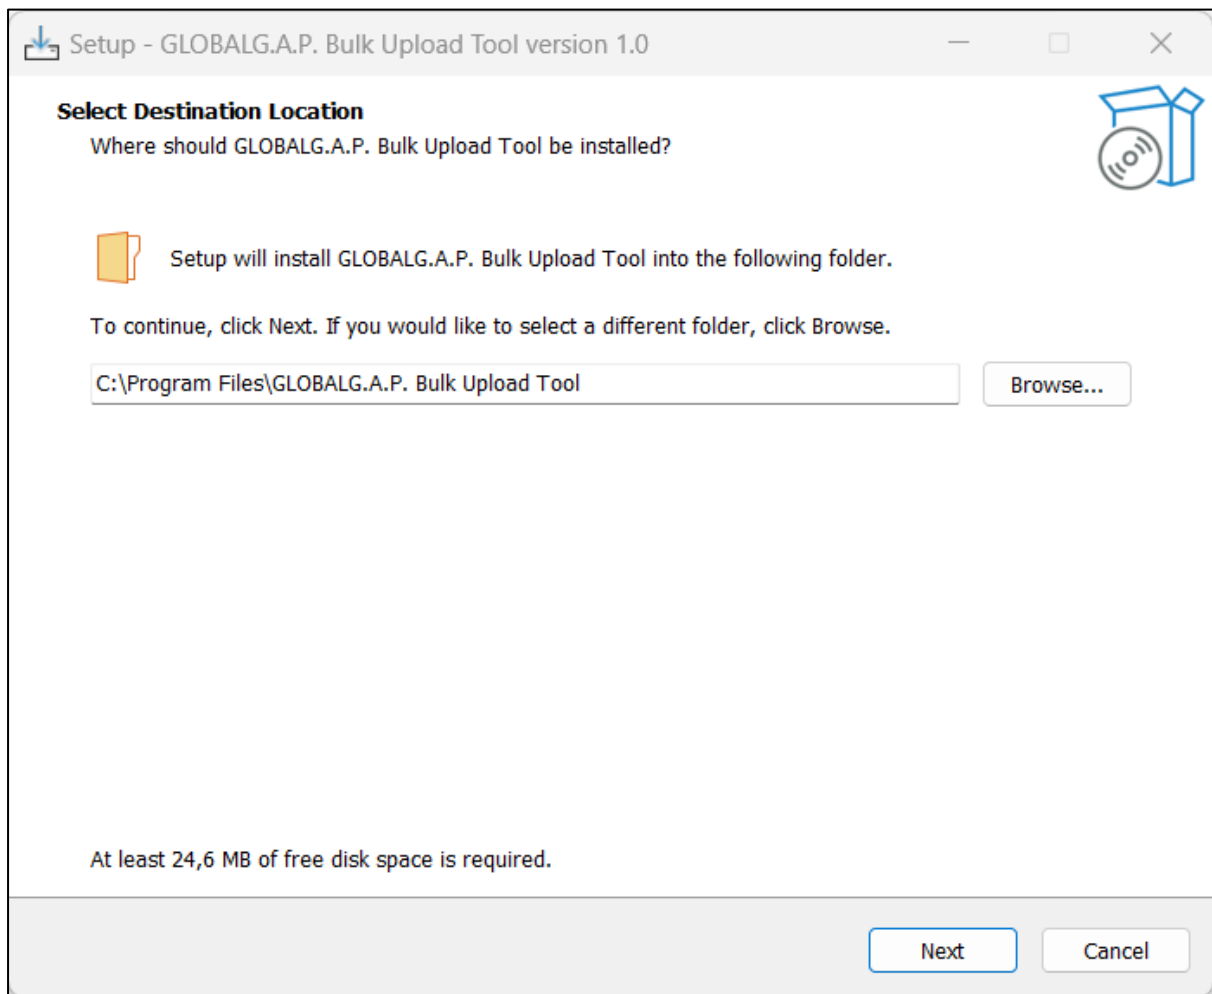 Setup - GLOBALG.A.P. Bulk Upload Tool version 1.0
Select Destination Location
Where should GLOBALG.A.P. Bulk Upload Tool be installed?
Setup will install GLOBALG.A.P. Bulk Upload Tool into the following folder.
To continue, click Next. If you would like to select a different folder, click Browse.
C:\Program Files\GLOBALG.A.P. Bulk Upload Tool
Browse...
At least 24,6 MB of free disk space is required.
Next
Cancel